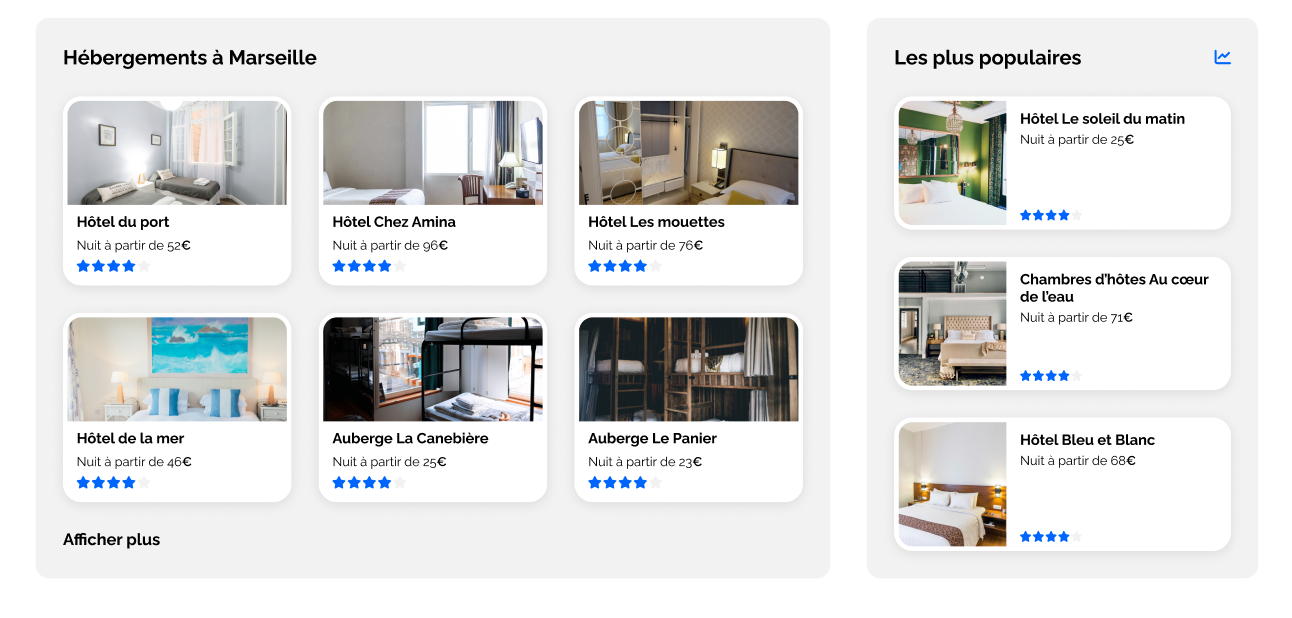 Hébergements à Marseille
Hôtel du port
Nuit à partir de 52€
Hôtel Chez Amina
Nuit à partir de 96€
Hôtel Les mouettes
Nuit à partir de 76€
Hôtel de la mer
Nuit à partir de 46€
Auberge La Canebière
Nuit à partir de 25€
Auberge Le Panier
Nuit à partir de 23€
Afficher plus
Les plus populaires
Hôtel Le soleil du matin
Nuit à partir de 25€
Chambres d’hôtes Au cœur
de l’eau
Nuit à partir de 71€
Hôtel Bleu et Blanc
Nuit à partir de 68€